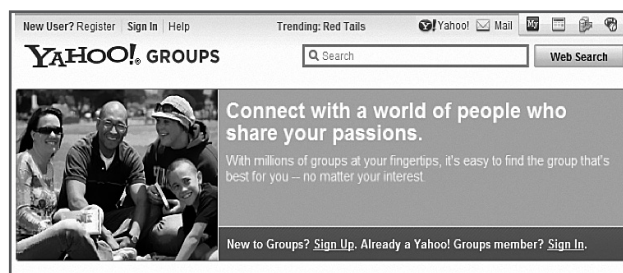 New User? Register | Sign In | Help
Trending: Red Tails
Y! Yahoo! Mail My
YAHOO!® GROUPS
Search
Web Search
Connect with a world of people who
share your passions.
With millions of groups at your fingertips, it's easy to find the group that's
best for you -- no matter your interest.
New to Groups? Sign Up. Already a Yahoo! Groups member? Sign In.